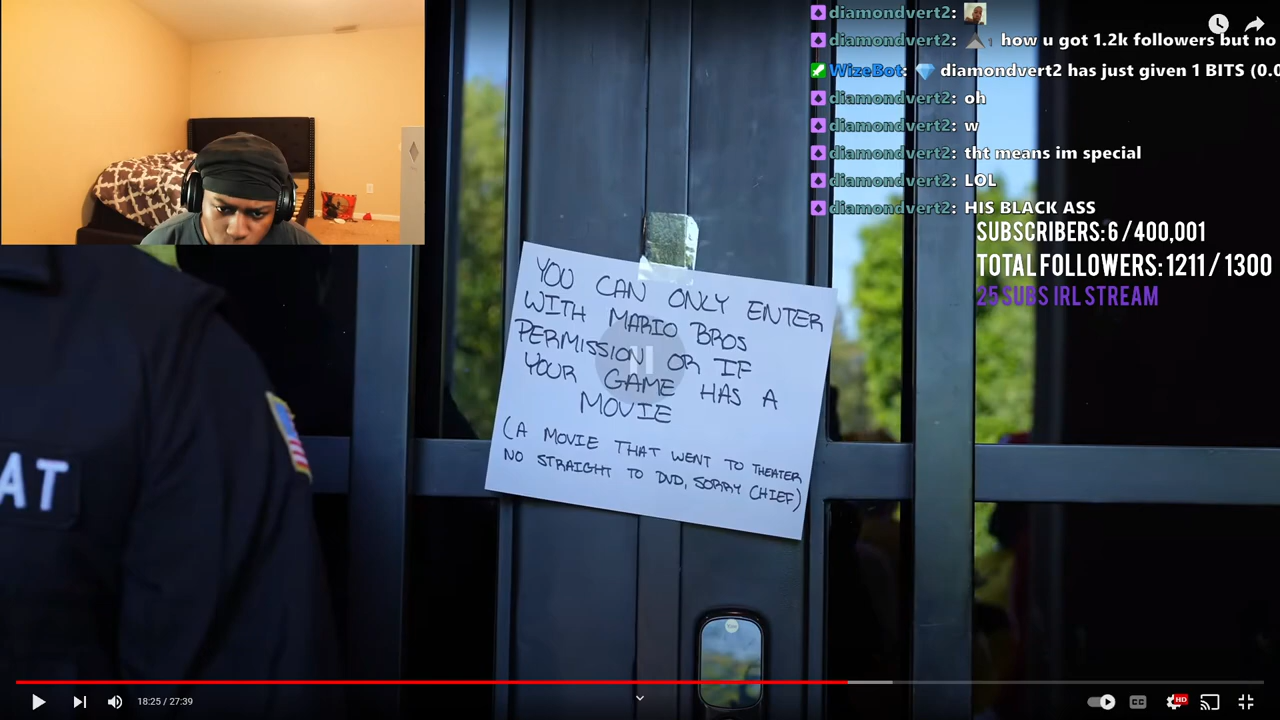 diamondvert2:
diamondvert2: 1 how u got 1.2k followers but no
WizeBot: diamondvert2 has just given 1 BITS (0.0
diamondvert2: oh
diamondvert2: w
diamondvert2: tht means im special
diamondvert2: LOL
diamondvert2: HIS BLACK ASS
SUBSCRIBERS: 6 / 400,001
TOTAL FOLLOWERS: 1211 / 1300
25 SUBS IRL STREAM
YOU CAN ONLY ENTER
WITH MARIO BROS
PERMISSION OR IF
YOUR GAME HAS A
MOVIE
(A MOVIE THAT WENT TO THEATER
NO STRAIGHT TO DVD, SORRY CHIEF)
AT
18:25 / 27:39
CC
HD